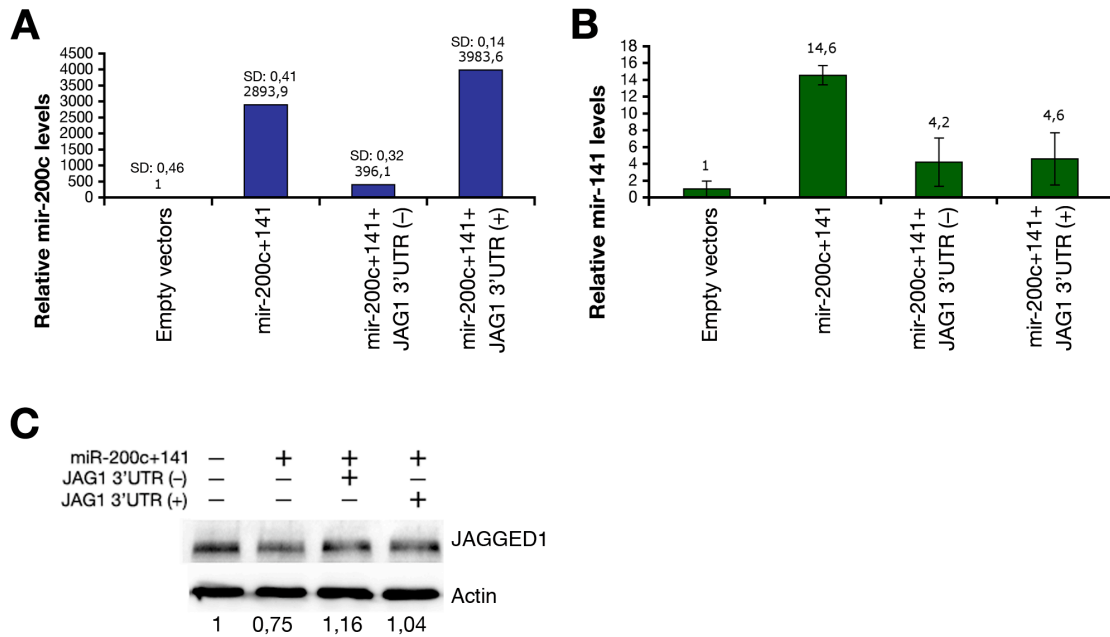 A
Relative mir-200c levels
4500
4000
3500
3000
2500
2000
1500
1000
500
0
SD: 0,46
1
SD: 0,41
2893,9
SD: 0,32
396,1
SD: 0,14
3983,6
Empty vectors
mir-200c+141
mir-200c+141+
JAG1 3’UTR (–)
mir-200c+141+
JAG1 3’UTR (+)
B
Relative mir-141 levels
18
16
14
12
10
8
6
4
2
0
1
14,6
4,2
4,6
Empty vectors
mir-200c+141
mir-200c+141+
JAG1 3’UTR (–)
mir-200c+141+
JAG1 3’UTR (+)
C
miR-200c+141 – + + +
JAG1 3’UTR (–) – – + –
JAG1 3’UTR (+) – – – +
JAGGED1
Actin
1 0,75 1,16 1,04